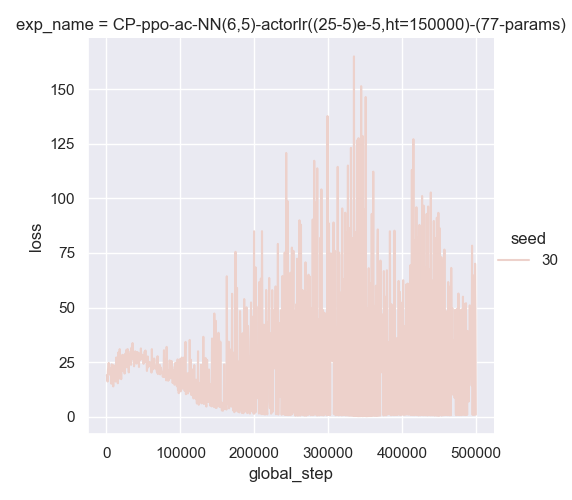 exp_name = CP-ppo-ac-NN(6,5)-actorlr((25-5)e-5,ht=150000)-(77-params)
150
125
100
75
50
25
0
loss
0 100000 200000 300000 400000 500000
global_step
seed
30